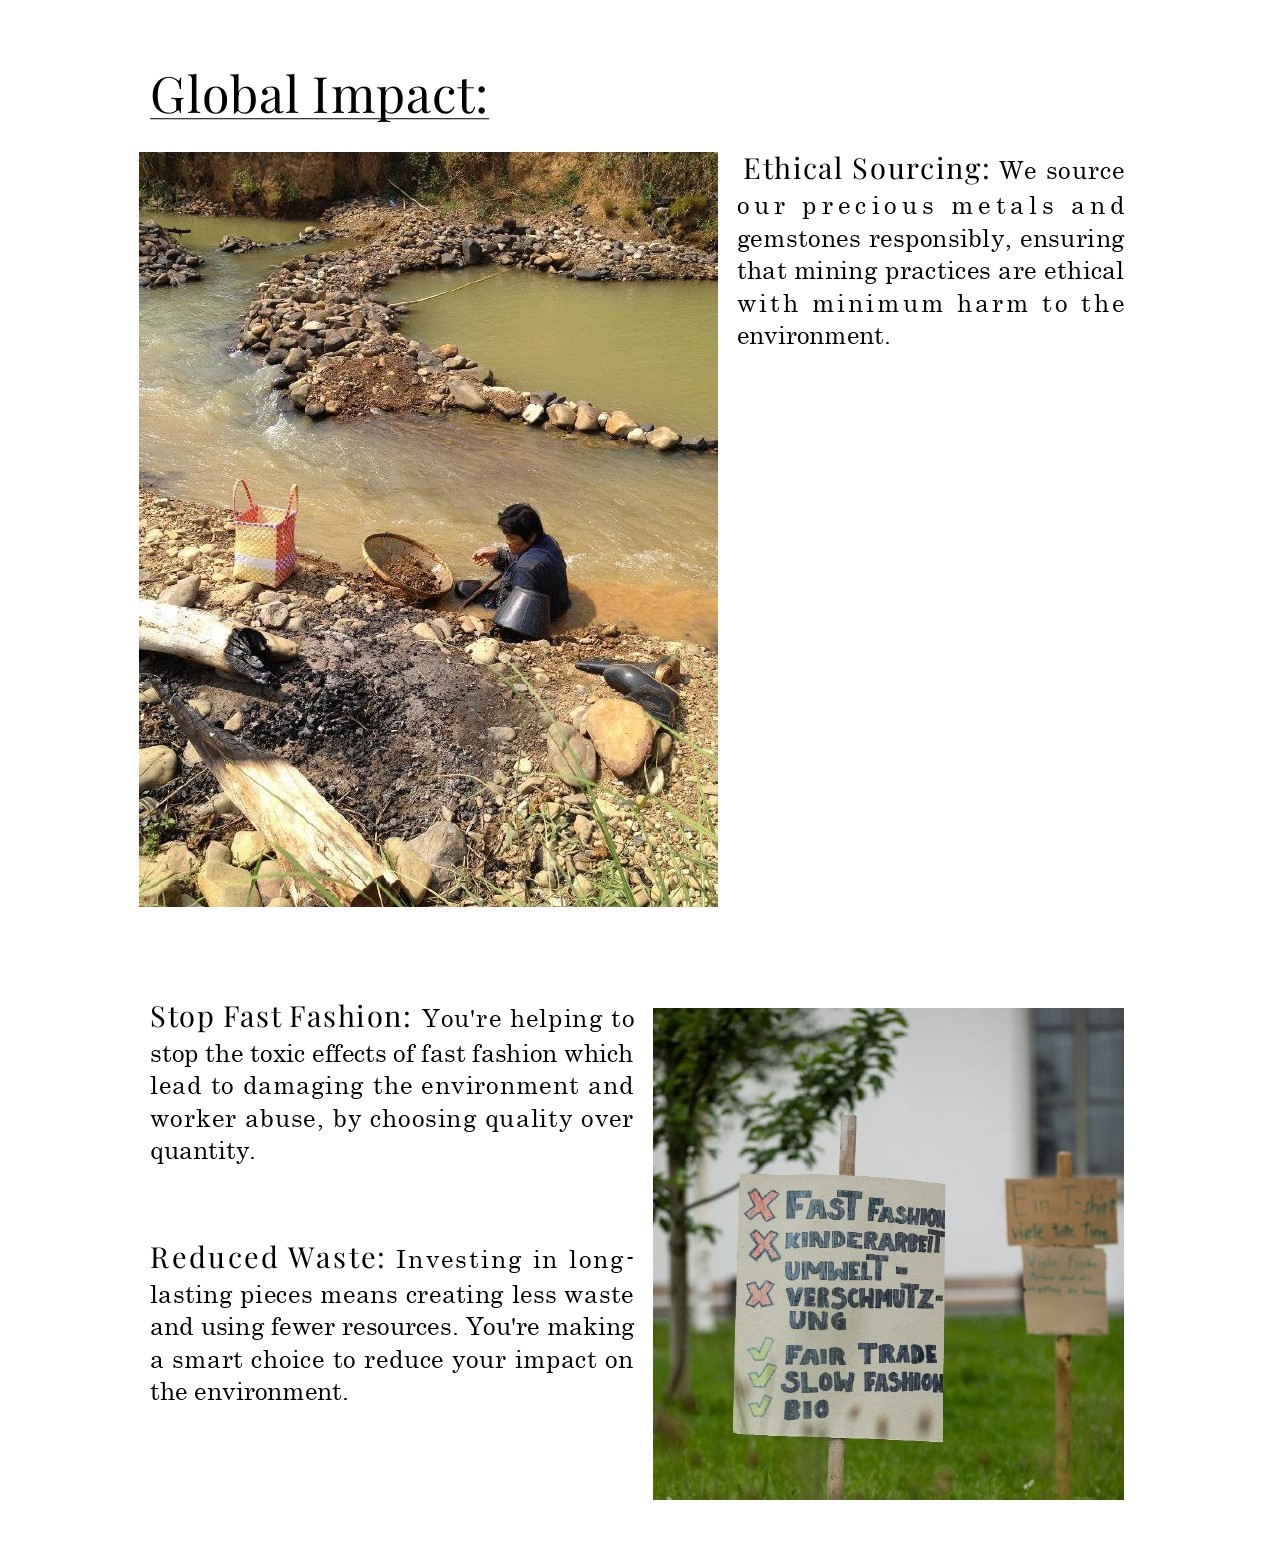 Global Impact:
Ethical Sourcing: We source
our precious metals and
gemstones responsibly, ensuring
that mining practices are ethical
with minimum harm to the
environment.
Stop Fast Fashion: You're helping to
stop the toxic effects of fast fashion which
lead to damaging the environment and
worker abuse, by choosing quality over
quantity.
Reduced Waste: Investing in long-
lasting pieces means creating less waste
and using fewer resources. You're making
a smart choice to reduce your impact on
the environment.
FAST FASHION
KINDERARBEIT
UMWELT-
VERSCHMUTZ-
UNG
FAIR TRADE
SLOW FASHION
BIO
Ein T-shirt
viele tote Tiere
Viele